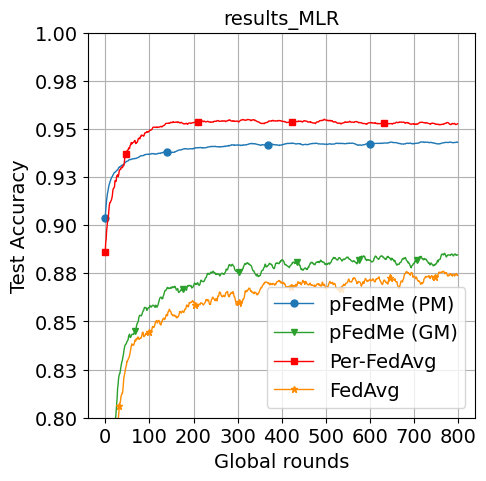 results_MLR
1.00
0.98
0.95
0.93
0.90
0.88
0.85
0.83
0.80
Test Accuracy
pFedMe (PM)
pFedMe (GM)
Per-FedAvg
FedAvg
0 100 200 300 400 500 600 700 800
Global rounds